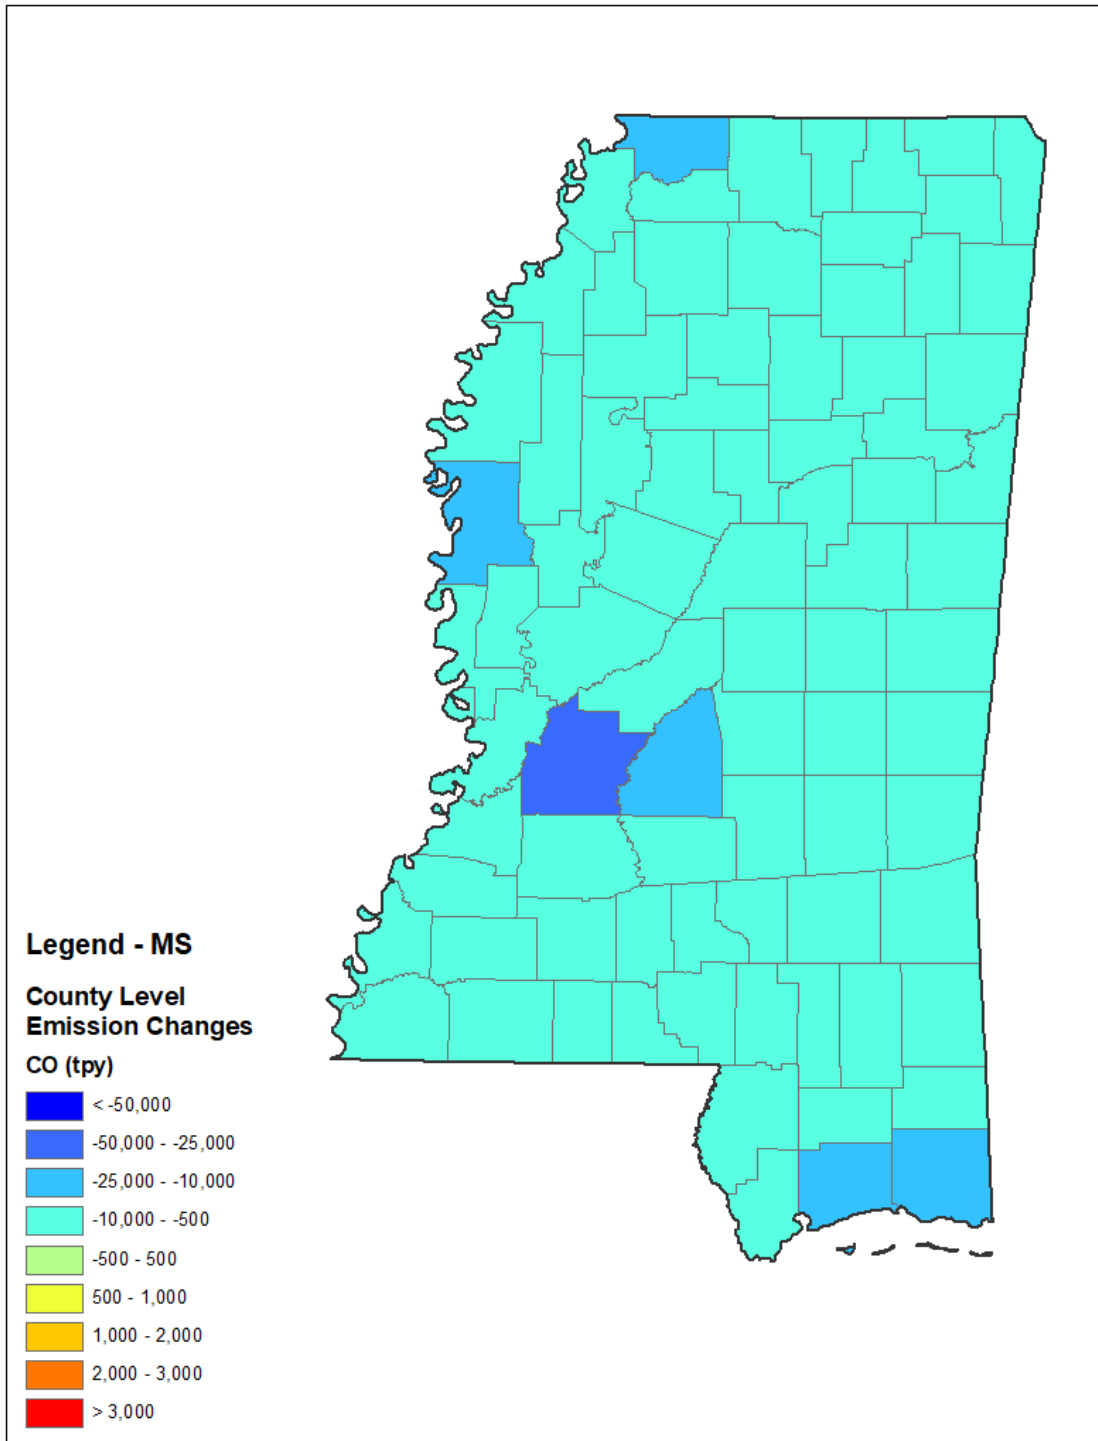 Legend - MS
County Level
Emission Changes
CO (tpy)
< -50,000
-50,000 - -25,000
-25,000 - -10,000
-10,000 - -500
-500 - 500
500 - 1,000
1,000 - 2,000
2,000 - 3,000
> 3,000